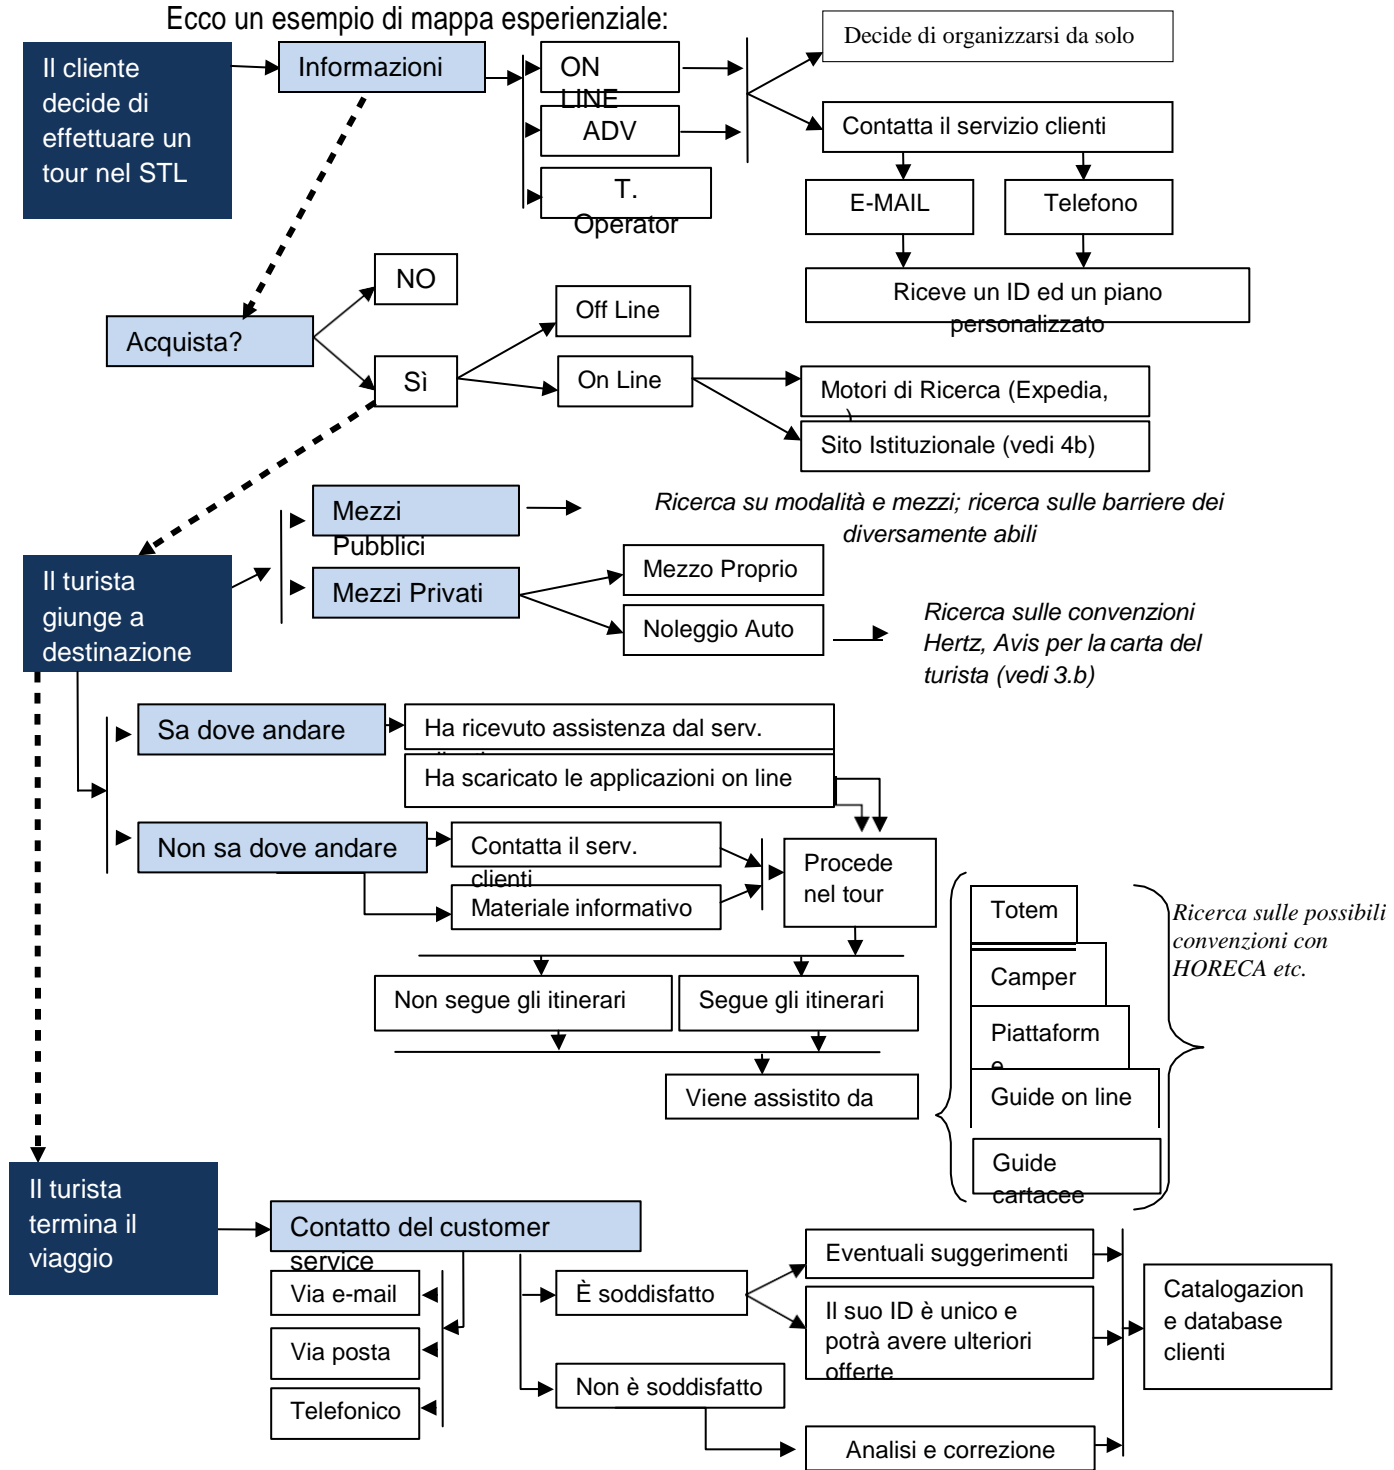 Ecco un esempio di mappa esperienziale:
Il cliente
decide di
effettuare un
tour nel STL
Informazioni
ON
LINE
ADV
T.
Operator
Decide di organizzarsi da solo
Contatta il servizio clienti
E-MAIL
Telefono
Riceve un ID ed un piano
personalizzato
Acquista?
NO
Sì
Off Line
On Line
Motori di Ricerca (Expedia,
)
Sito Istituzionale (vedi 4b)
Mezzi
Pubblici
Ricerca su modalità e mezzi; ricerca sulle barriere dei
diversamente abili
Il turista
giunge a
destinazione
Mezzi Privati
Mezzo Proprio
Noleggio Auto
Ricerca sulle convenzioni
Hertz, Avis per la carta del
turista (vedi 3.b)
Sa dove andare
Ha ricevuto assistenza dal serv.
Ha scaricato le applicazioni on line
Non sa dove andare
Contatta il serv.
clienti
Materiale informativo
Procede
nel tour
Non segue gli itinerari
Segue gli itinerari
Viene assistito da
Totem
Camper
Piattaform
e
Guide on line
Guide
cartacee
Ricerca sulle possibili
convenzioni con
HORECA etc.
Il turista
termina il
viaggio
Contatto del customer
service
Via e-mail
Via posta
Telefonico
È soddisfatto
Non è soddisfatto
Eventuali suggerimenti
Il suo ID è unico e
potrà avere ulteriori
offerte
Analisi e correzione
Catalogazion
e database
clienti